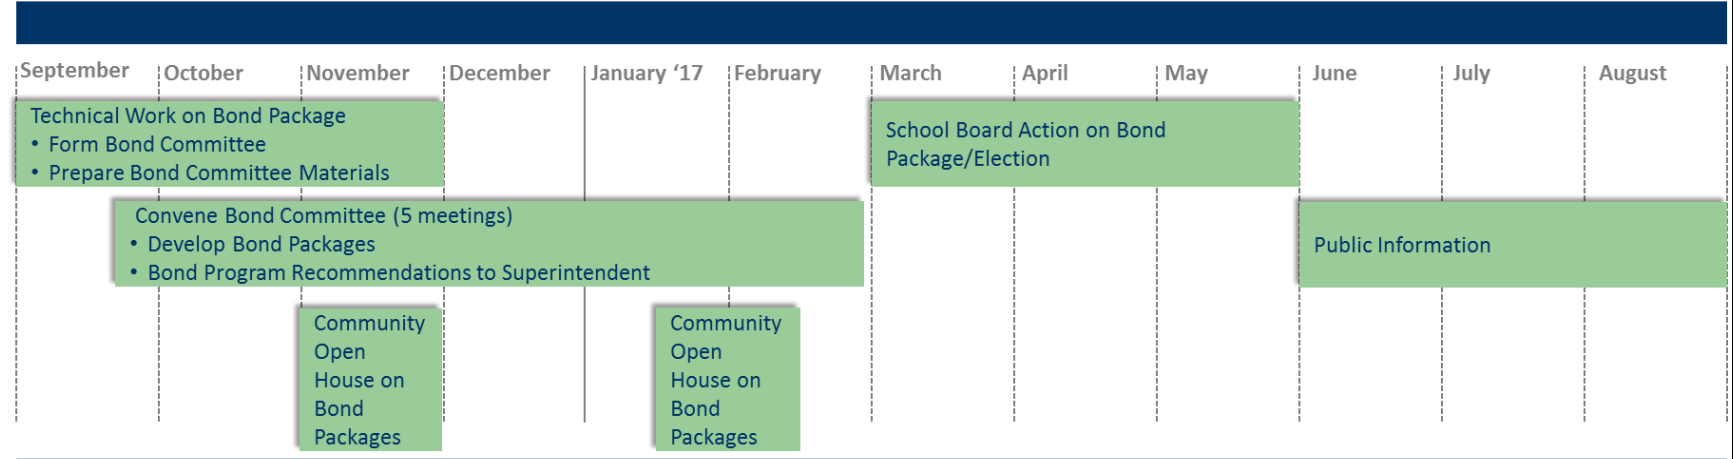 September October November December January ‘17 February March April May June July August
Technical Work on Bond Package
• Form Bond Committee
• Prepare Bond Committee Materials
School Board Action on Bond
Package/Election
Convene Bond Committee (5 meetings)
• Develop Bond Packages
• Bond Program Recommendations to Superintendent
Public Information
Community
Open
House on
Bond
Packages
Community
Open
House on
Bond
Packages